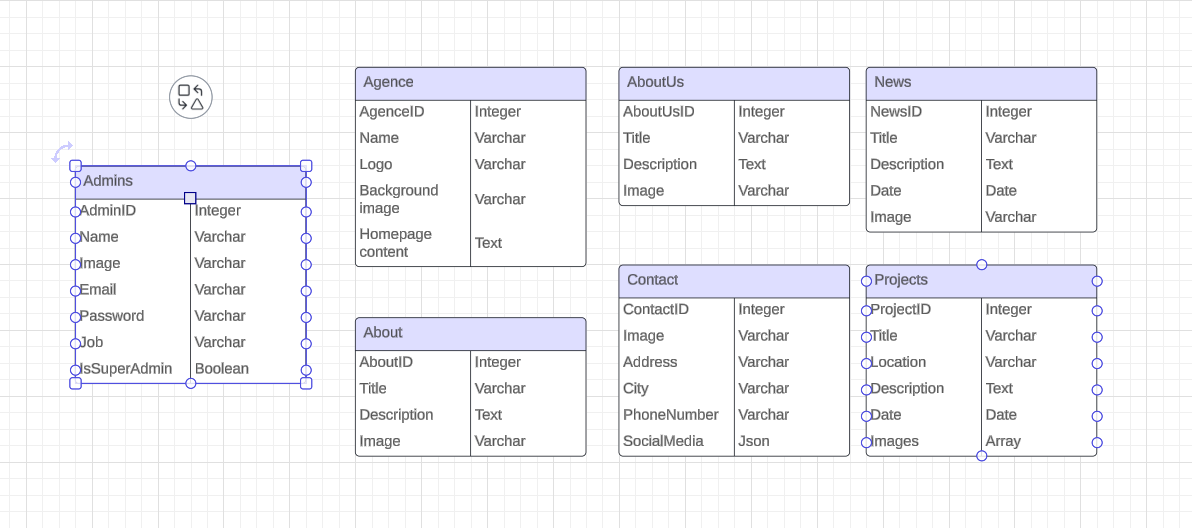 Admins
AdminID Integer
Name Varchar
Image Varchar
Email Varchar
Password Varchar
Job Varchar
IsSuperAdmin Boolean
Agence
AgenceID Integer
Name Varchar
Logo Varchar
Background
image Varchar
Homepage
content Text
About
AboutID Integer
Title Varchar
Description Text
Image Varchar
AboutUs
AboutUsID Integer
Title Varchar
Description Text
Image Varchar
Contact
ContactID Integer
Image Varchar
Address Varchar
City Varchar
PhoneNumber Varchar
SocialMedia Json
News
NewsID Integer
Title Varchar
Description Text
Date Date
Image Varchar
Projects
ProjectID Integer
Title Varchar
Location Varchar
Description Text
Date Date
Images Array